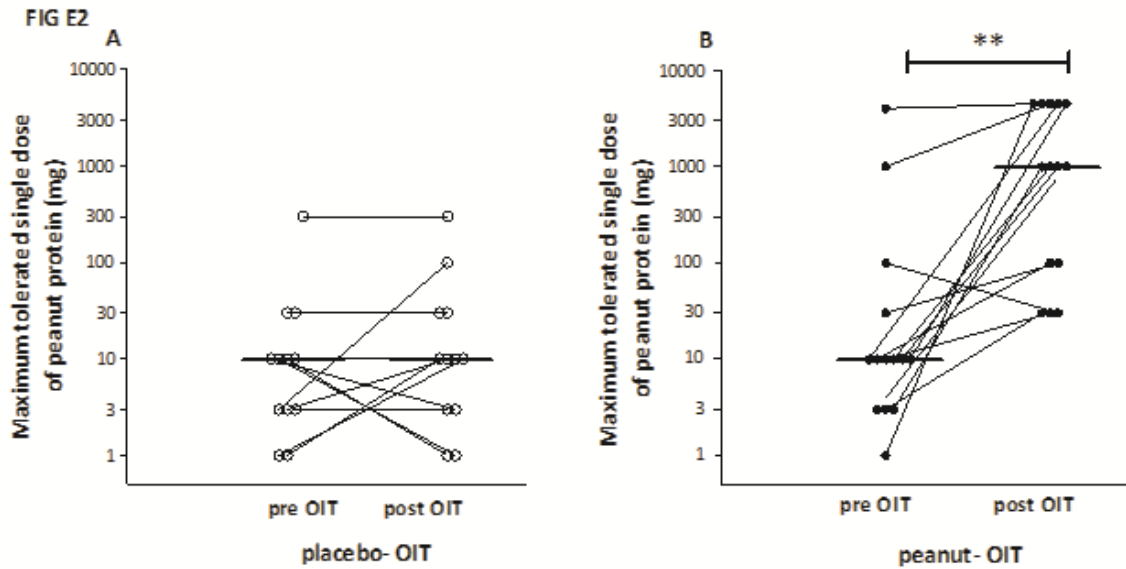 FIG E2
A
Maximum tolerated single dose
of peanut protein (mg)
10000
3000
1000
300
100
30
10
3
1
pre OIT
post OIT
placebo- OIT
B
**
Maximum tolerated single dose
of peanut protein (mg)
10000
3000
1000
300
100
30
10
3
1
pre OIT
post OIT
peanut- OIT